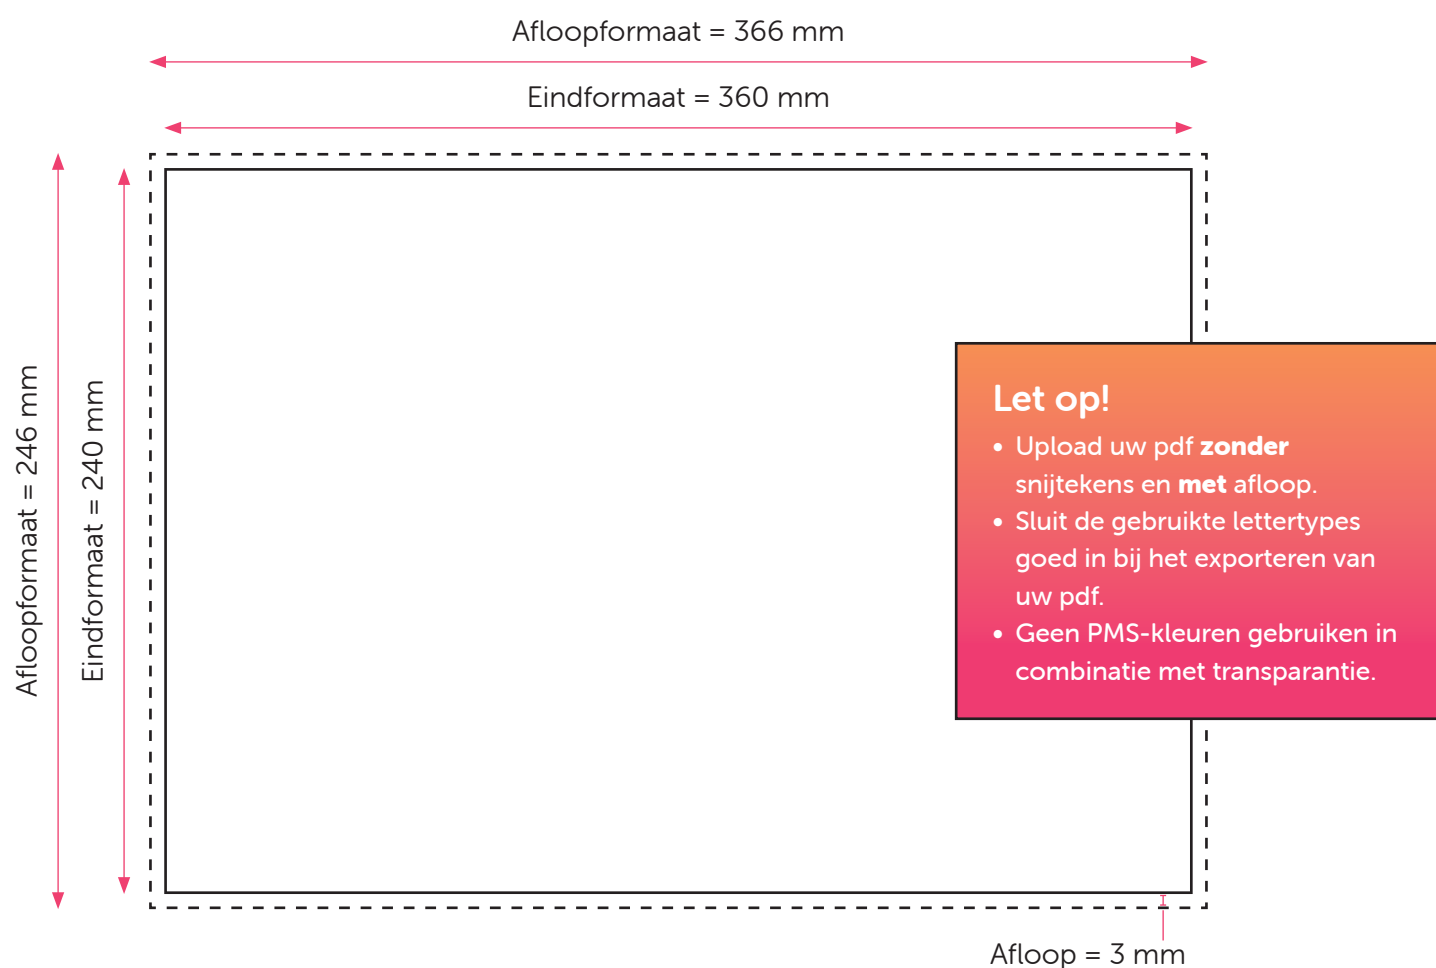 Afloopformaat = 366 mm
Eindformaat = 360 mm
Afloopformaat = 246 mm
Eindformaat = 240 mm
Let op!
• Upload uw pdf zonder
snijtekens en met afloop.
• Sluit de gebruikte lettertypes
goed in bij het exporteren van
uw pdf.
• Geen PMS-kleuren gebruiken in
combinatie met transparantie.
Afloop = 3 mm